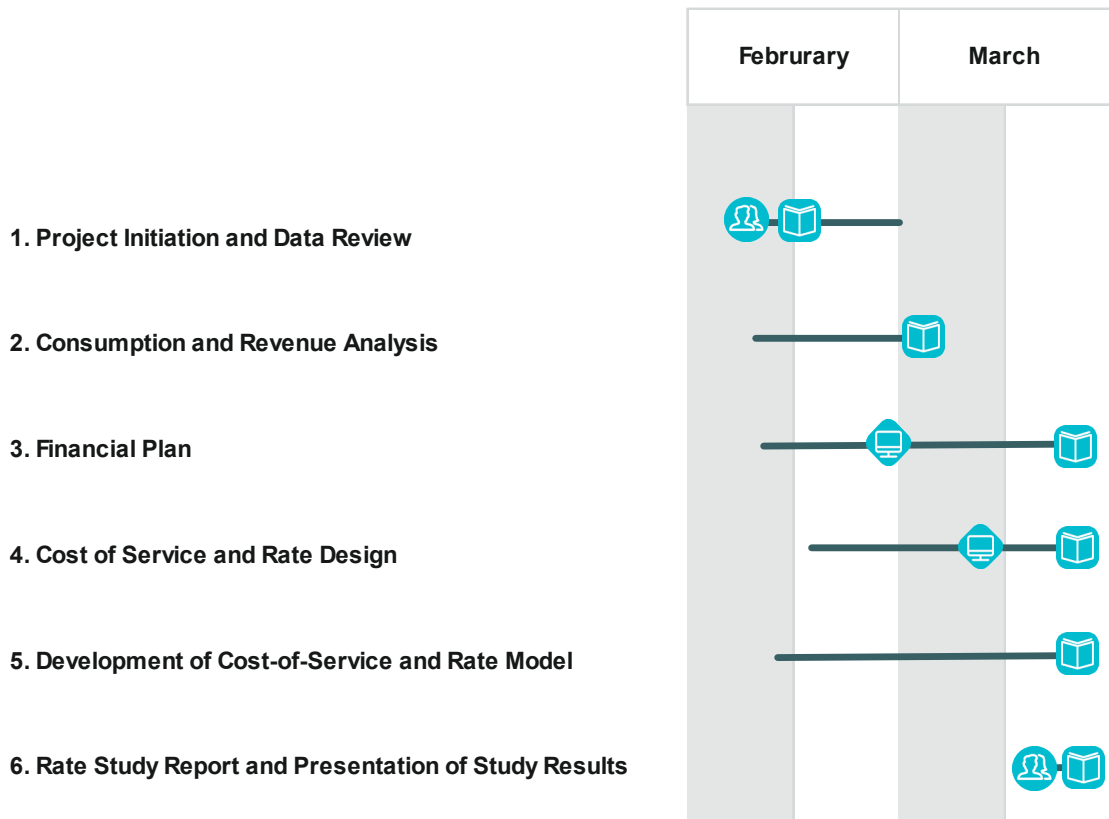 Februrary March
1. Project Initiation and Data Review
2. Consumption and Revenue Analysis
3. Financial Plan
4. Cost of Service and Rate Design
5. Development of Cost-of-Service and Rate Model
6. Rate Study Report and Presentation of Study Results